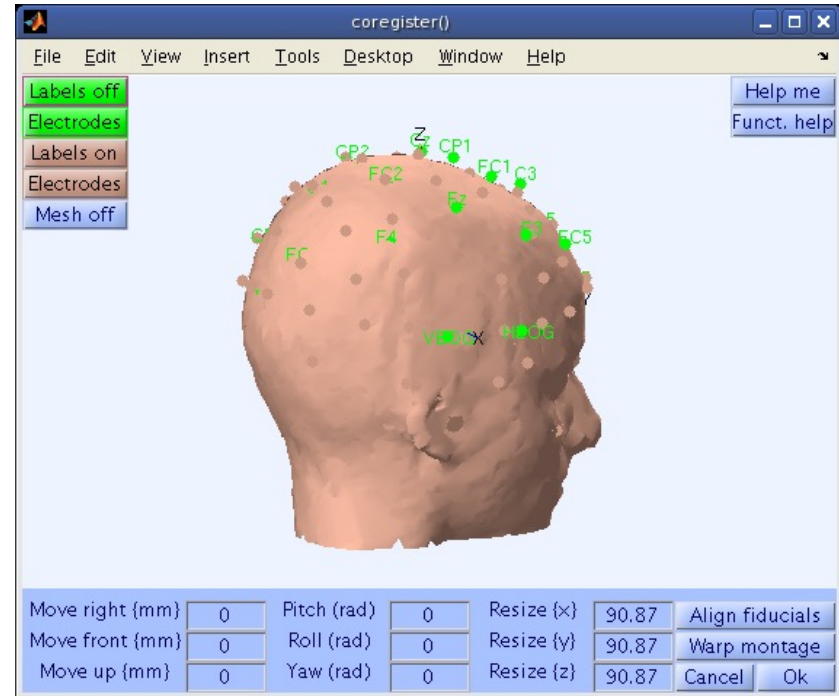 coregister()
File Edit View Insert Tools Desktop Window Help
Labels off
Electrodes
Labels on
Electrodes
Mesh off
Help me
Funct. help
Z
CP2 Cz CP1
FC2 FC1 C3
Fz
F4 F3 FC5
FC
X
Move right {mm} 0 Pitch (rad) 0 Resize {x} 90.87 Align fiducials
Move front {mm} 0 Roll (rad) 0 Resize {y} 90.87 Warp montage
Move up {mm} 0 Yaw (rad) 0 Resize {z} 90.87 Cancel Ok